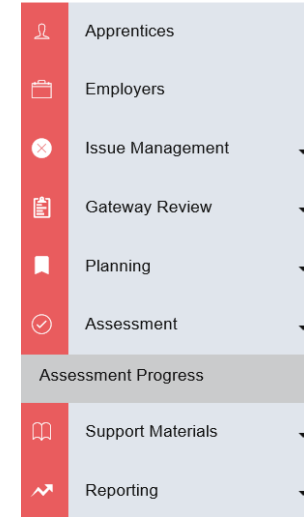 Apprentices
Employers
Issue Management
Gateway Review
Planning
Assessment
Assessment Progress
Support Materials
Reporting